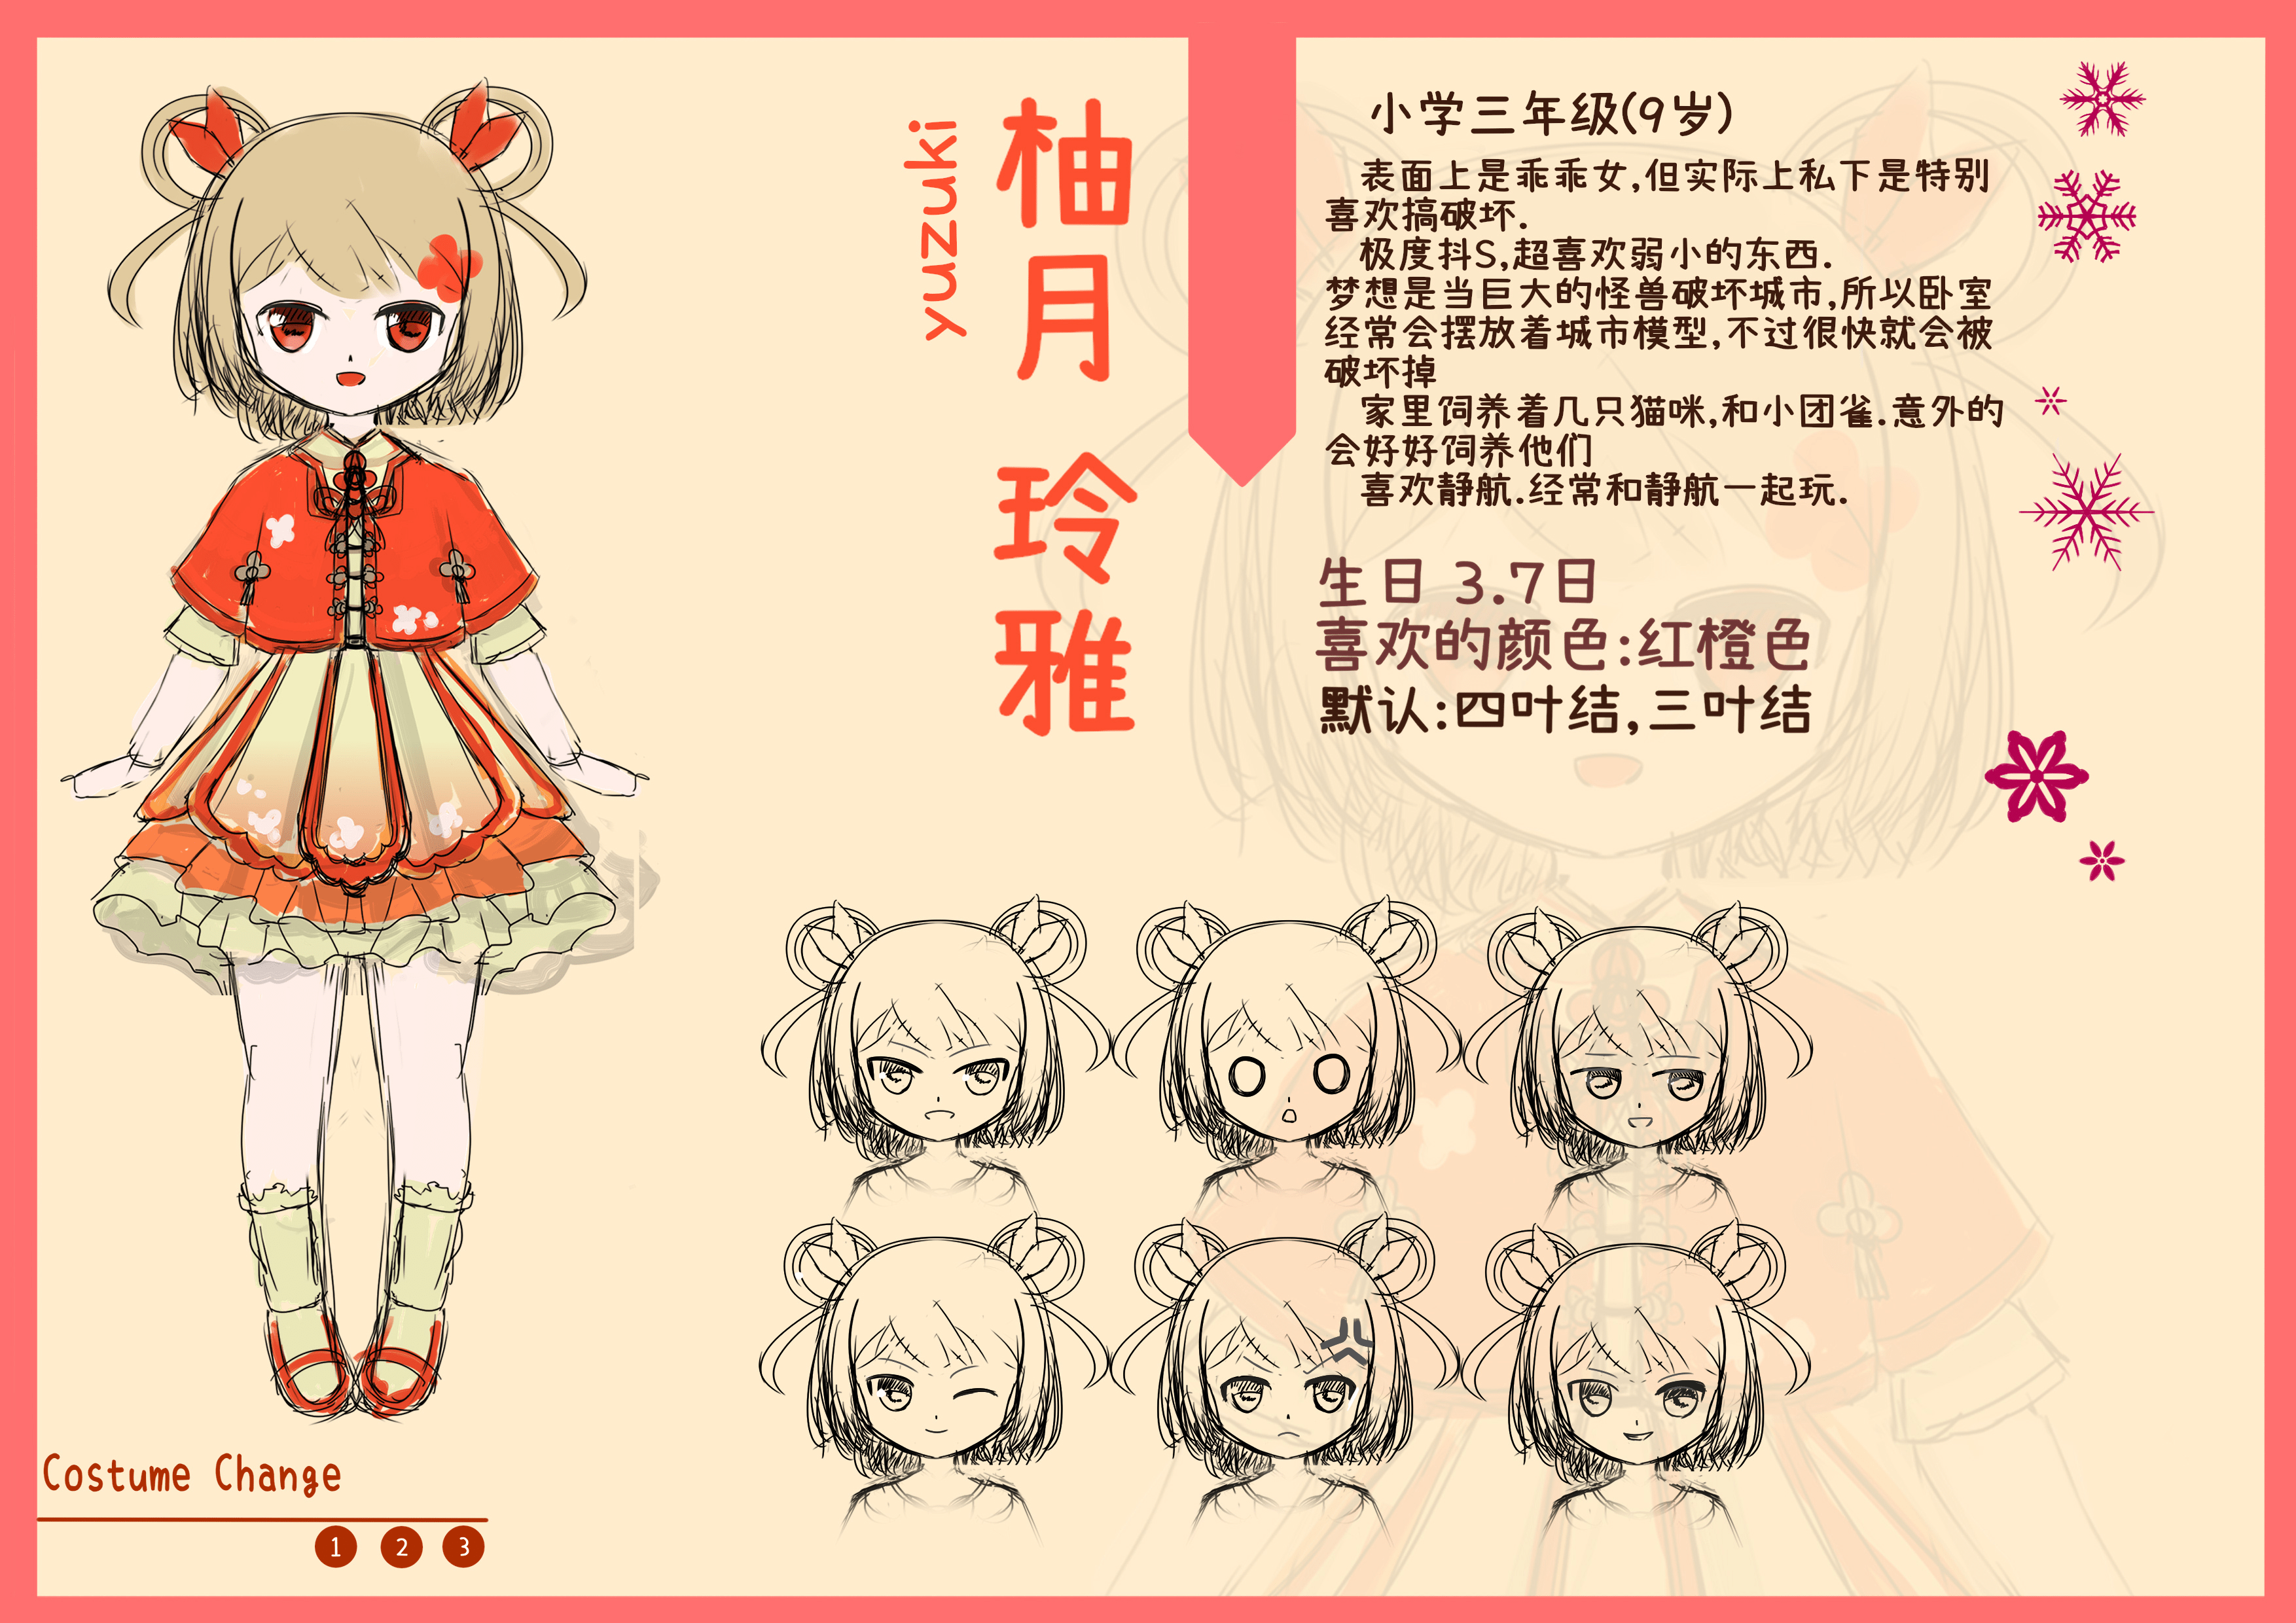 柚月 玲雅
yuzuki
小学三年级(9岁)
表面上是乖乖女,但实际上私下是特别
喜欢搞破坏.
极度抖S,超喜欢弱小的东西.
梦想是当巨大的怪兽破坏城市,所以卧室
经常会摆放着城市模型,不过很快就会被
破坏掉
家里饲养着几只猫咪,和小团雀.意外的
会好好饲养他们
喜欢静航.经常和静航一起玩.
生日 3.7日
喜欢的颜色:红橙色
默认:四叶结,三叶结
Costume Change
1 2 3